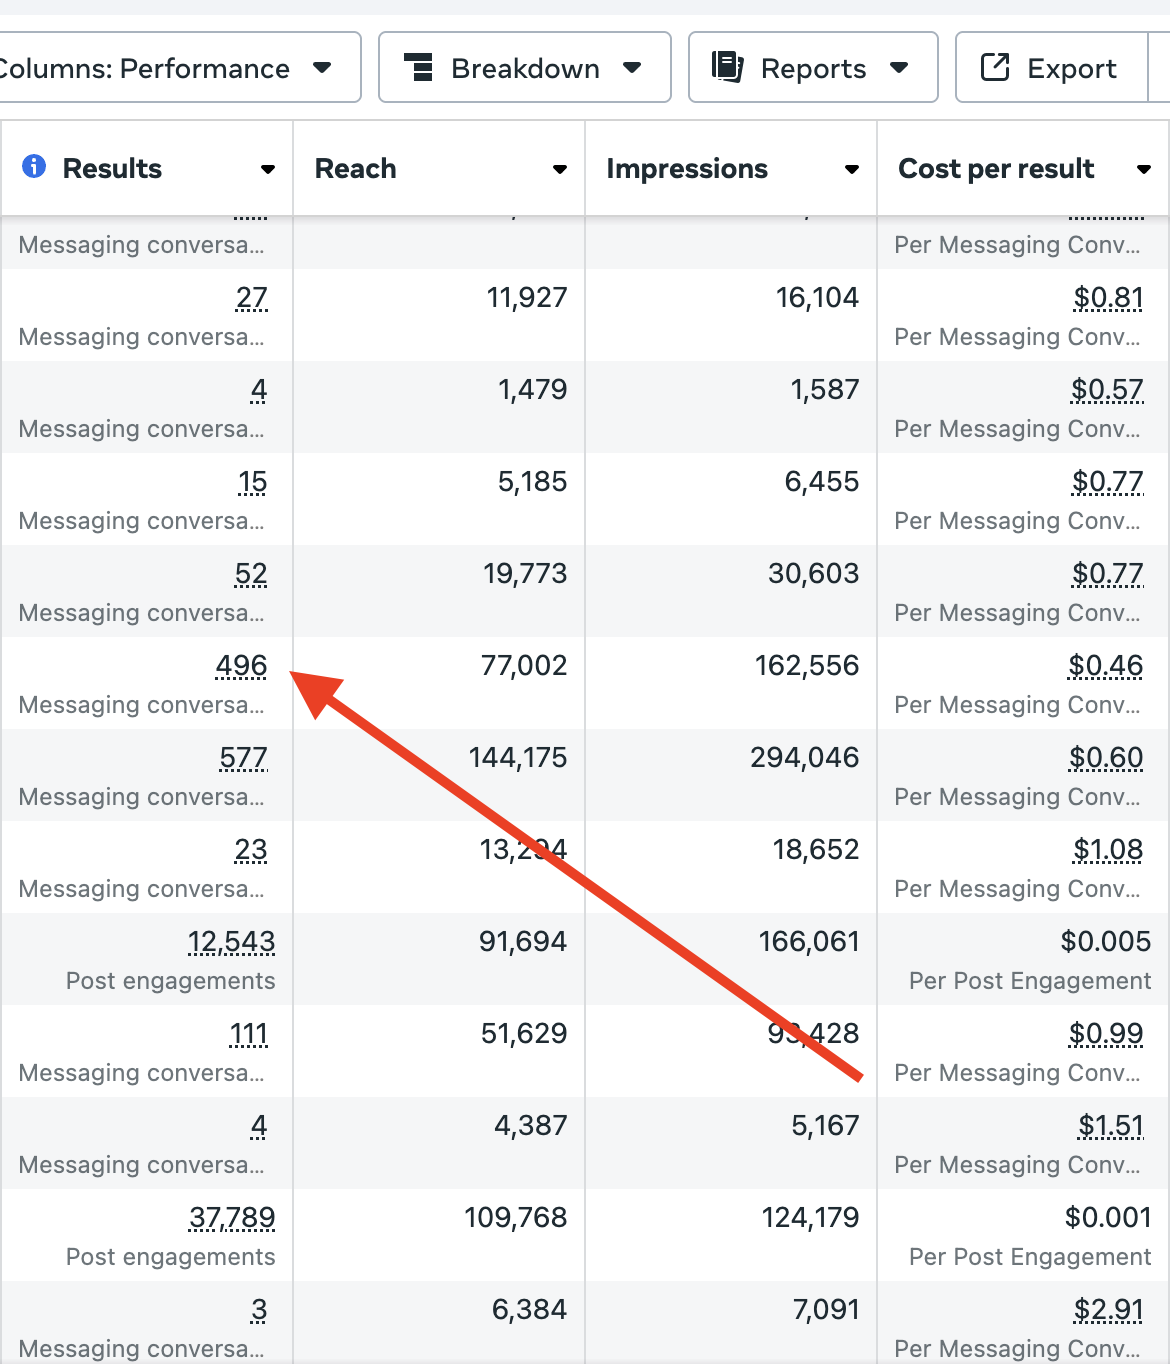 Columns: Performance Breakdown Reports Export
Results Reach Impressions Cost per result
Messaging conversa... Per Messaging Conv...
27 11,927 16,104 $0.81
Messaging conversa... Per Messaging Conv...
4 1,479 1,587 $0.57
Messaging conversa... Per Messaging Conv...
15 5,185 6,455 $0.77
Messaging conversa... Per Messaging Conv...
52 19,773 30,603 $0.77
Messaging conversa... Per Messaging Conv...
496 77,002 162,556 $0.46
Messaging conversa... Per Messaging Conv...
577 144,175 294,046 $0.60
Messaging conversa... Per Messaging Conv...
23 13,294 18,652 $1.08
Messaging conversa... Per Messaging Conv...
12,543 91,694 166,061 $0.005
Post engagements Per Post Engagement
111 51,629 93,428 $0.99
Messaging conversa... Per Messaging Conv...
4 4,387 5,167 $1.51
Messaging conversa... Per Messaging Conv...
37,789 109,768 124,179 $0.001
Post engagements Per Post Engagement
3 6,384 7,091 $2.91
Messaging conversa... Per Messaging Conv...